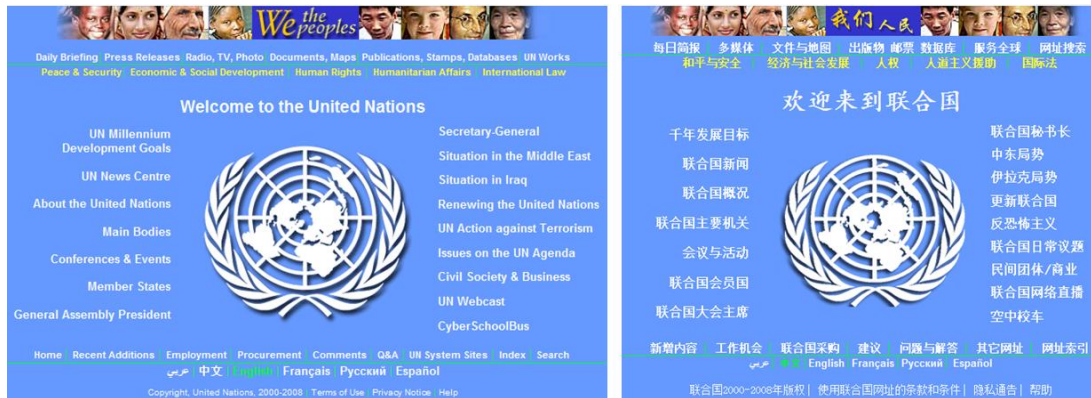 We the peoples
Daily Briefing | Press Releases | Radio, TV, Photo | Documents, Maps | Publications, Stamps, Databases | UN Works
Peace & Security | Economic & Social Development | Human Rights | Humanitarian Affairs | International Law
Welcome to the United Nations
UN Millennium
Development Goals
UN News Centre
About the United Nations
Main Bodies
Conferences & Events
Member States
General Assembly President
Secretary-General
Situation in the Middle East
Situation in Iraq
Renewing the United Nations
UN Action against Terrorism
Issues on the UN Agenda
Civil Society & Business
UN Webcast
CyberSchoolBus
Home | Recent Additions | Employment | Procurement | Comments | Q&A | UN System Sites | Index | Search
عربي | 中文 | English | Français | Русский | Español
Copyright, United Nations, 2000-2008 | Terms of Use | Privacy Notice | Help
我们人民
每日简报 | 多媒体 | 文件与地图 | 出版物 邮票 数据库 | 服务全球 | 网址搜索
和平与安全 | 经济与社会发展 | 人权 | 人道主义援助 | 国际法
欢迎来到联合国
千年发展目标
联合国新闻
联合国概况
联合国主要机关
会议与活动
联合国会员国
联合国大会主席
联合国秘书长
中东局势
伊拉克局势
更新联合国
反恐怖主义
联合国日常议题
民间团体/商业
联合国网络直播
空中校车
新增内容 | 工作机会 | 联合国采购 | 建议 | 问题与解答 | 其它网址 | 网址索引
عربي | 中文 | English | Français | Русский | Español
联合国2000-2008年版权 | 使用联合国网址的条款和条件 | 隐私通告 | 帮助